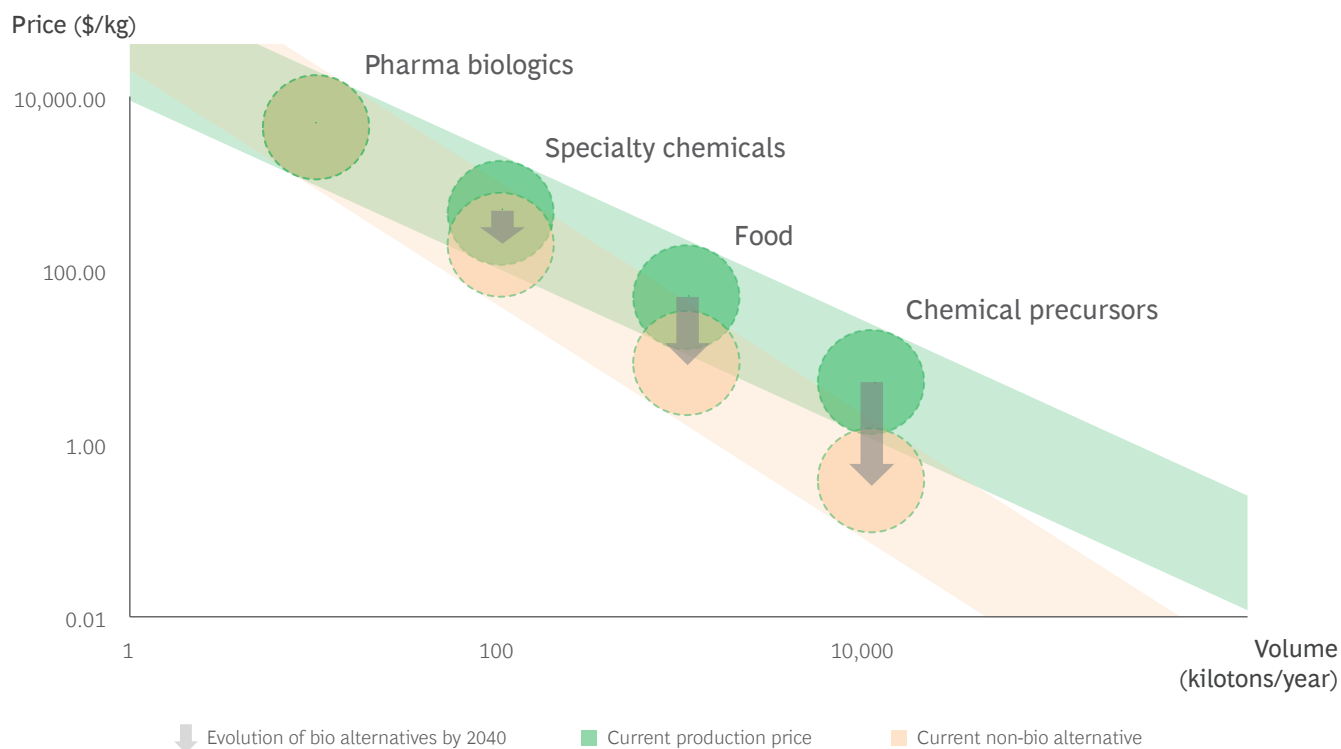 Price ($/kg)
Pharma biologics
10,000.00
Specialty chemicals
Food
100.00
Chemical precursors
1.00
0.01
1
100
10,000
Volume
(kilotons/year)
Evolution of bio alternatives by 2040
Current production price
Current non-bio alternative